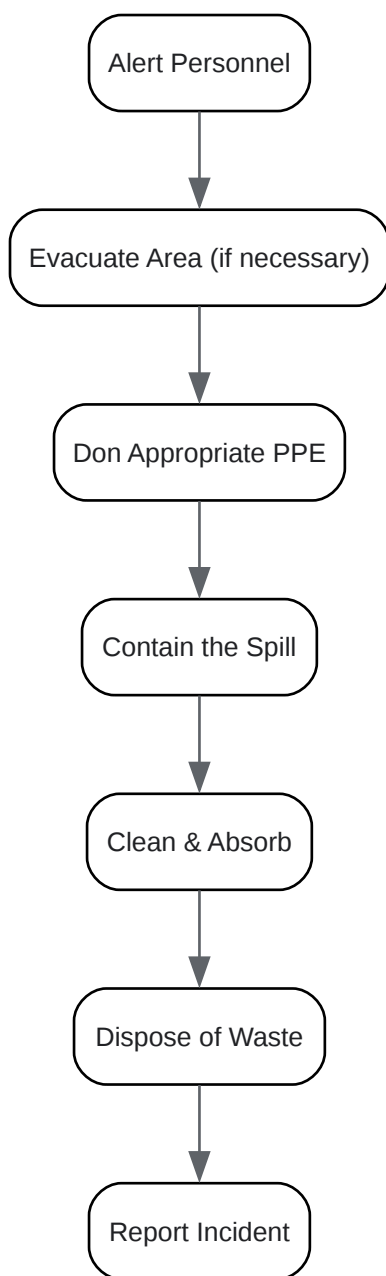 Alert Personnel
Evacuate Area (if necessary)
Don Appropriate PPE
Contain the Spill
Clean & Absorb
Dispose of Waste
Report Incident